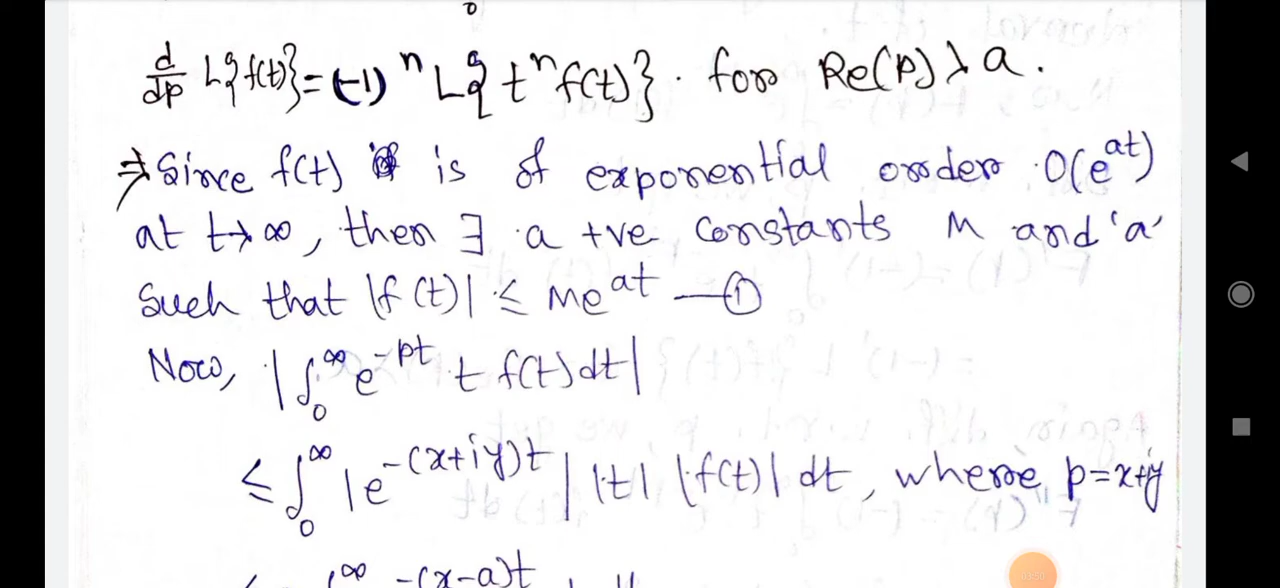 0
d/dp L{f(t)} = (-1)^n L{t^n f(t)}. for Re(p) > a.
⇒ Since f(t) is of exponential order O(e^{at})
at t→∞, then ∃ a +ve constants M and 'a'
Such that |f(t)| ≤ Me^{at} —①
Now, |∫_0^∞ e^{-pt} t f(t) dt|
≤ ∫_0^∞ |e^{-(x+iy)t}| |t| |f(t)| dt, where p=x+iy
∞ -(x-a)t